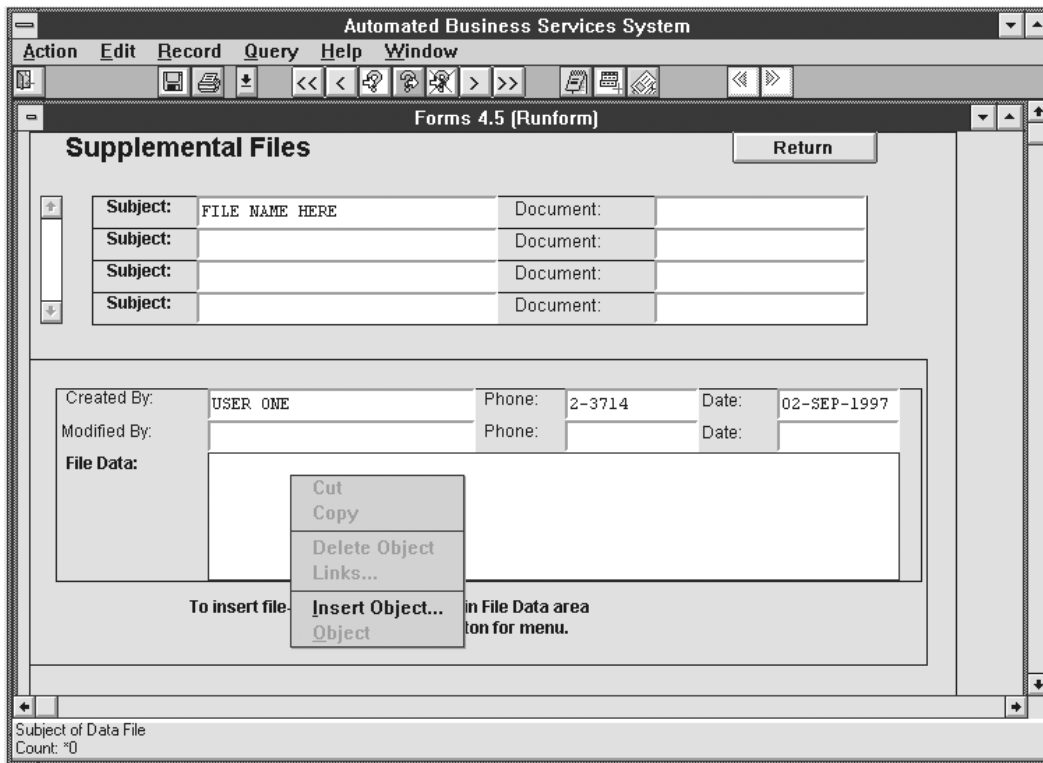 Automated Business Services System
Action Edit Record Query Help Window
<< < > >>
Forms 4.5 (Runform)
Supplemental Files
Return
Subject: FILE NAME HERE Document:
Subject: Document:
Subject: Document:
Subject: Document:
Created By: USER ONE Phone: 2-3714 Date: 02-SEP-1997
Modified By: Phone: Date:
File Data:
Cut
Copy
Delete Object
Links...
Insert Object...
Object
To insert file- in File Data area
ton for menu.
Subject of Data File
Count: *0